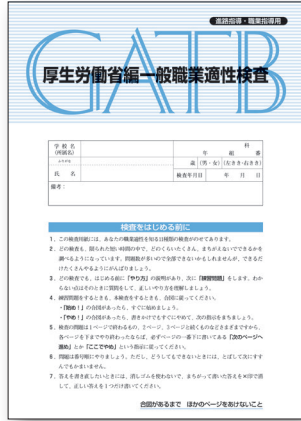 進路指導・職業指導用
GATB
厚生労働省編一般職業適性検査
学校名
(所属名)
科
年 組 番
ふりがな
氏 名
歳 (男・女) (左きき・右きき)
検査年月日 年 月 日
備考:
検査をはじめる前に
1. この検査用紙には、あなたの職業適性を知る11種類の検査がのせてあります。
2. どの検査も、限られた短い時間の中で、どのくらいたくさん、まちがえないでできるかを
調べるようになっています。問題数が多いので全部できないかもしれませんが、できるだ
けたくさんやるようにがんばりましょう。
3. どの検査でも、はじめる前に「やり方」の説明があり、次に「練習問題」をします。わか
らない点はそのときに質問をして、正しいやり方を理解しましょう。
4. 練習問題をするときも、本検査をするときも、合図に従ってください。
・「始め!」の合図があったら、すぐに始めましょう。
・「やめ!」の合図があったら、書きかけでもすぐにやめて、次の指示をまちましょう。
5. 検査の問題は1ページで終わるもの、2ページ、3ページと続くものなどさまざまですから、
各ページを下までやり終わったならば、必ずページの一番下に書いてある「次のページへ
進め」とか「ここでやめ」という指示に従ってください。
6. 問題は番号順にやりましょう。ただし、どうしてもできないときには、とばして次にすす
んでもかまいません。
7. 答えを書き直したいときには、消しゴムを使わないで、まちがって書いた答えを×印で消
して、正しい答えを1つだけ書いてください。
合図があるまで ほかのページをあけないこと